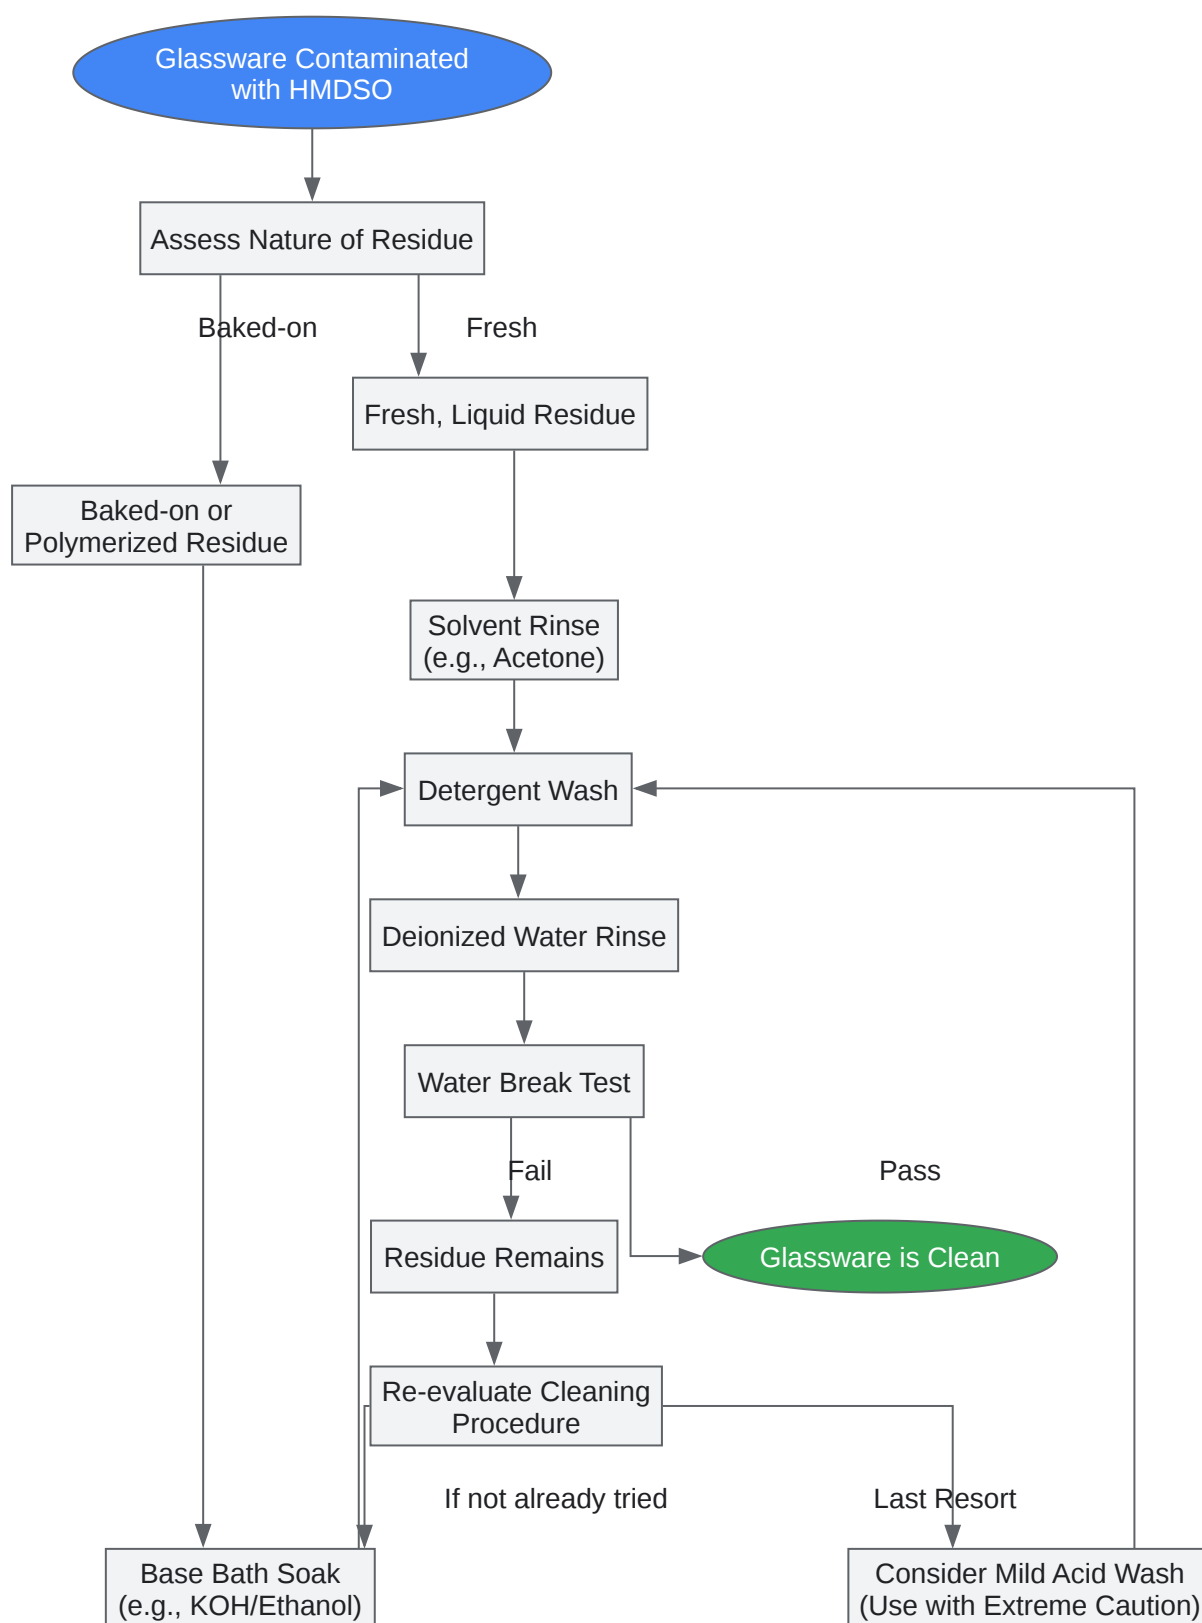 Glassware Contaminated
with HMDSO
Assess Nature of Residue
Baked-on
Fresh
Fresh, Liquid Residue
Baked-on or
Polymerized Residue
Solvent Rinse
(e.g., Acetone)
Detergent Wash
Deionized Water Rinse
Water Break Test
Fail
Pass
Residue Remains
Glassware is Clean
Re-evaluate Cleaning
Procedure
If not already tried
Last Resort
Base Bath Soak
(e.g., KOH/Ethanol)
Consider Mild Acid Wash
(Use with Extreme Caution)